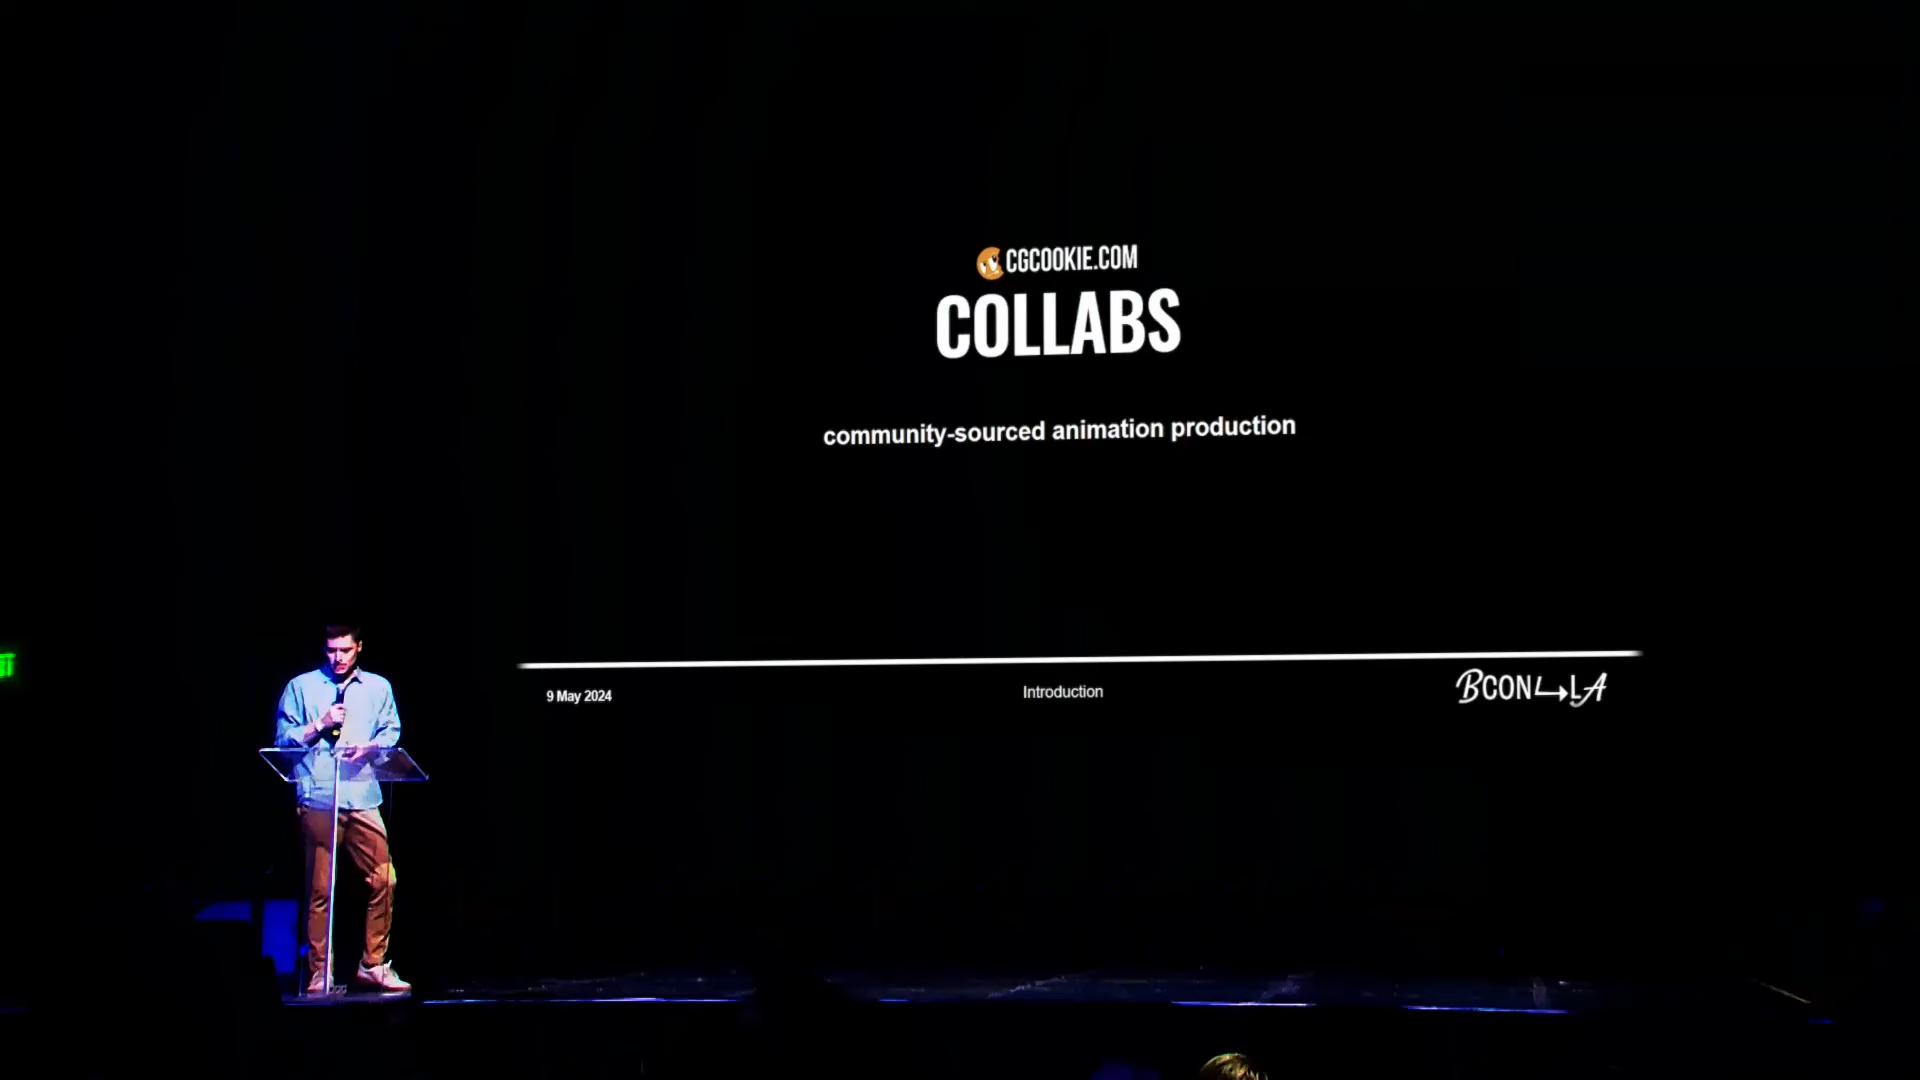 CGCOOKIE.COM
COLLABS
community-sourced animation production
9 May 2024
Introduction
BCON LA